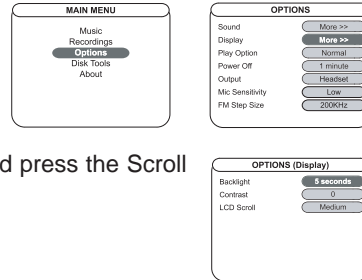 MAIN MENU
Music
Recordings
Options
Disk Tools
About
OPTIONS
Sound More >>
Display More >>
Play Option Normal
Power Off 1 minute
Output Headset
Mic Sensitivity Low
FM Step Size 200KHz
d press the Scroll
OPTIONS (Display)
Backlight 5 seconds
Contrast 0
LCD Scroll Medium